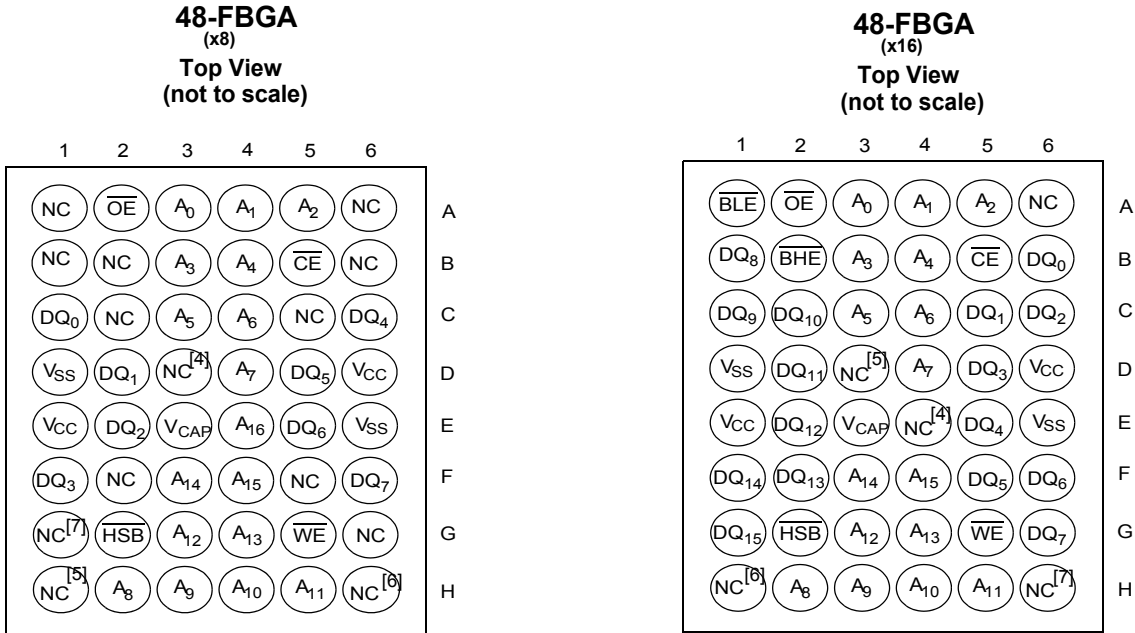 48-FBGA
(x8)
Top View
(not to scale)
1 2 3 4 5 6
NC OE A0 A1 A2 NC A
NC NC A3 A4 CE NC B
DQ0 NC A5 A6 NC DQ4 C
VSS DQ1 NC[4] A7 DQ5 VCC D
VCC DQ2 VCAP A16 DQ6 VSS E
DQ3 NC A14 A15 NC DQ7 F
NC[7] HSB A12 A13 WE NC G
NC[5] A8 A9 A10 A11 NC[6] H
48-FBGA
(x16)
Top View
(not to scale)
1 2 3 4 5 6
BLE OE A0 A1 A2 NC A
DQ8 BHE A3 A4 CE DQ0 B
DQ9 DQ10 A5 A6 DQ1 DQ2 C
VSS DQ11 NC[5] A7 DQ3 VCC D
VCC DQ12 VCAP NC[4] DQ4 VSS E
DQ14 DQ13 A14 A15 DQ5 DQ6 F
DQ15 HSB A12 A13 WE DQ7 G
NC[6] A8 A9 A10 A11 NC[7] H